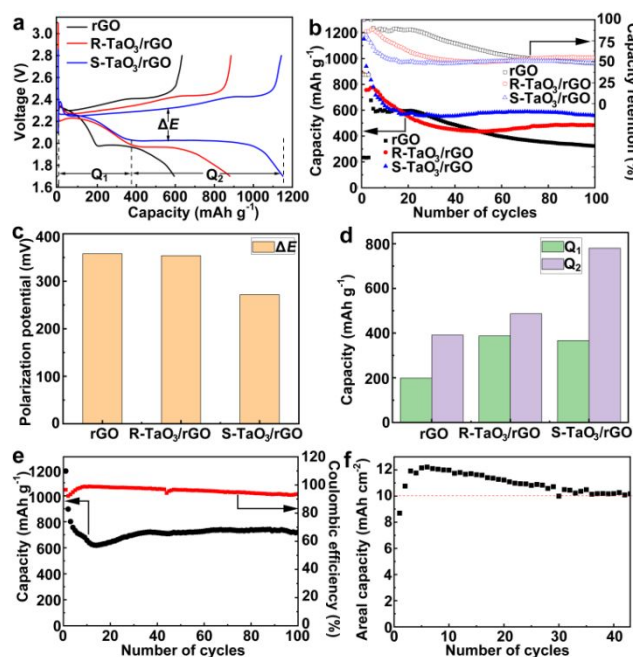 a
rGO
R-TaO₃/rGO
S-TaO₃/rGO
ΔE
Q₁
Q₂
Voltage (V)
3.0
2.8
2.6
2.4
2.2
2.0
1.8
1.6
0 200 400 600 800 1000 1200
Capacity (mAh g⁻¹)
b
Capacity (mAh g⁻¹)
1200
1000
800
600
400
200
0
100
50
0
Capacity retention (%)
rGO
R-TaO₃/rGO
S-TaO₃/rGO
rGO
R-TaO₃/rGO
S-TaO₃/rGO
0 20 40 60 80 100
Number of cycles
c
ΔE
Polarization potential (mV)
400
300
200
100
0
rGO R-TaO₃/rGO S-TaO₃/rGO
d
Q₁
Q₂
Capacity (mAh g⁻¹)
800
600
400
200
0
rGO R-TaO₃/rGO S-TaO₃/rGO
e
Capacity (mAh g⁻¹)
1200
1000
800
600
400
200
0
120
100
80
60
40
20
0
Coulombic efficiency (%)
0 20 40 60 80 100
Number of cycles
f
Areal capacity (mAh cm⁻²)
12
10
8
6
4
2
0
0 10 20 30 40
Number of cycles